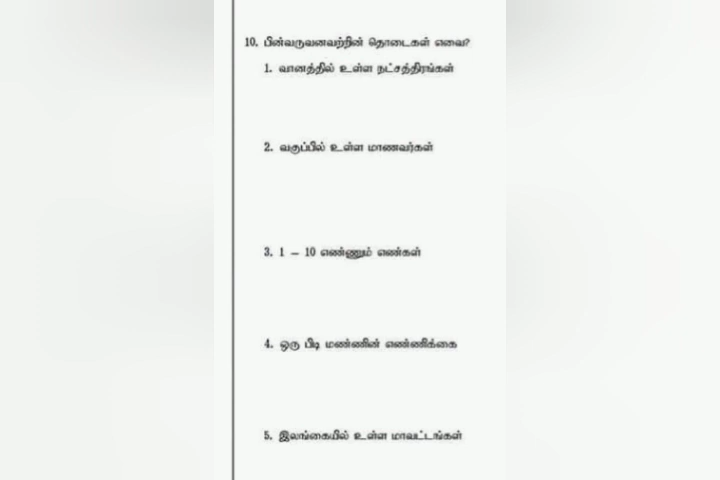 10. பின்வருவனவற்றின் தொடைகள் எவை?
1. வானத்தில் உள்ள நட்சத்திரங்கள்
2. வகுப்பில் உள்ள மாணவர்கள்
3. 1 – 10 எண்ணும் எண்கள்
4. ஒரு பிடி மண்ணின் எண்ணிக்கை
5. இலங்கையில் உள்ள மாவட்டங்கள்